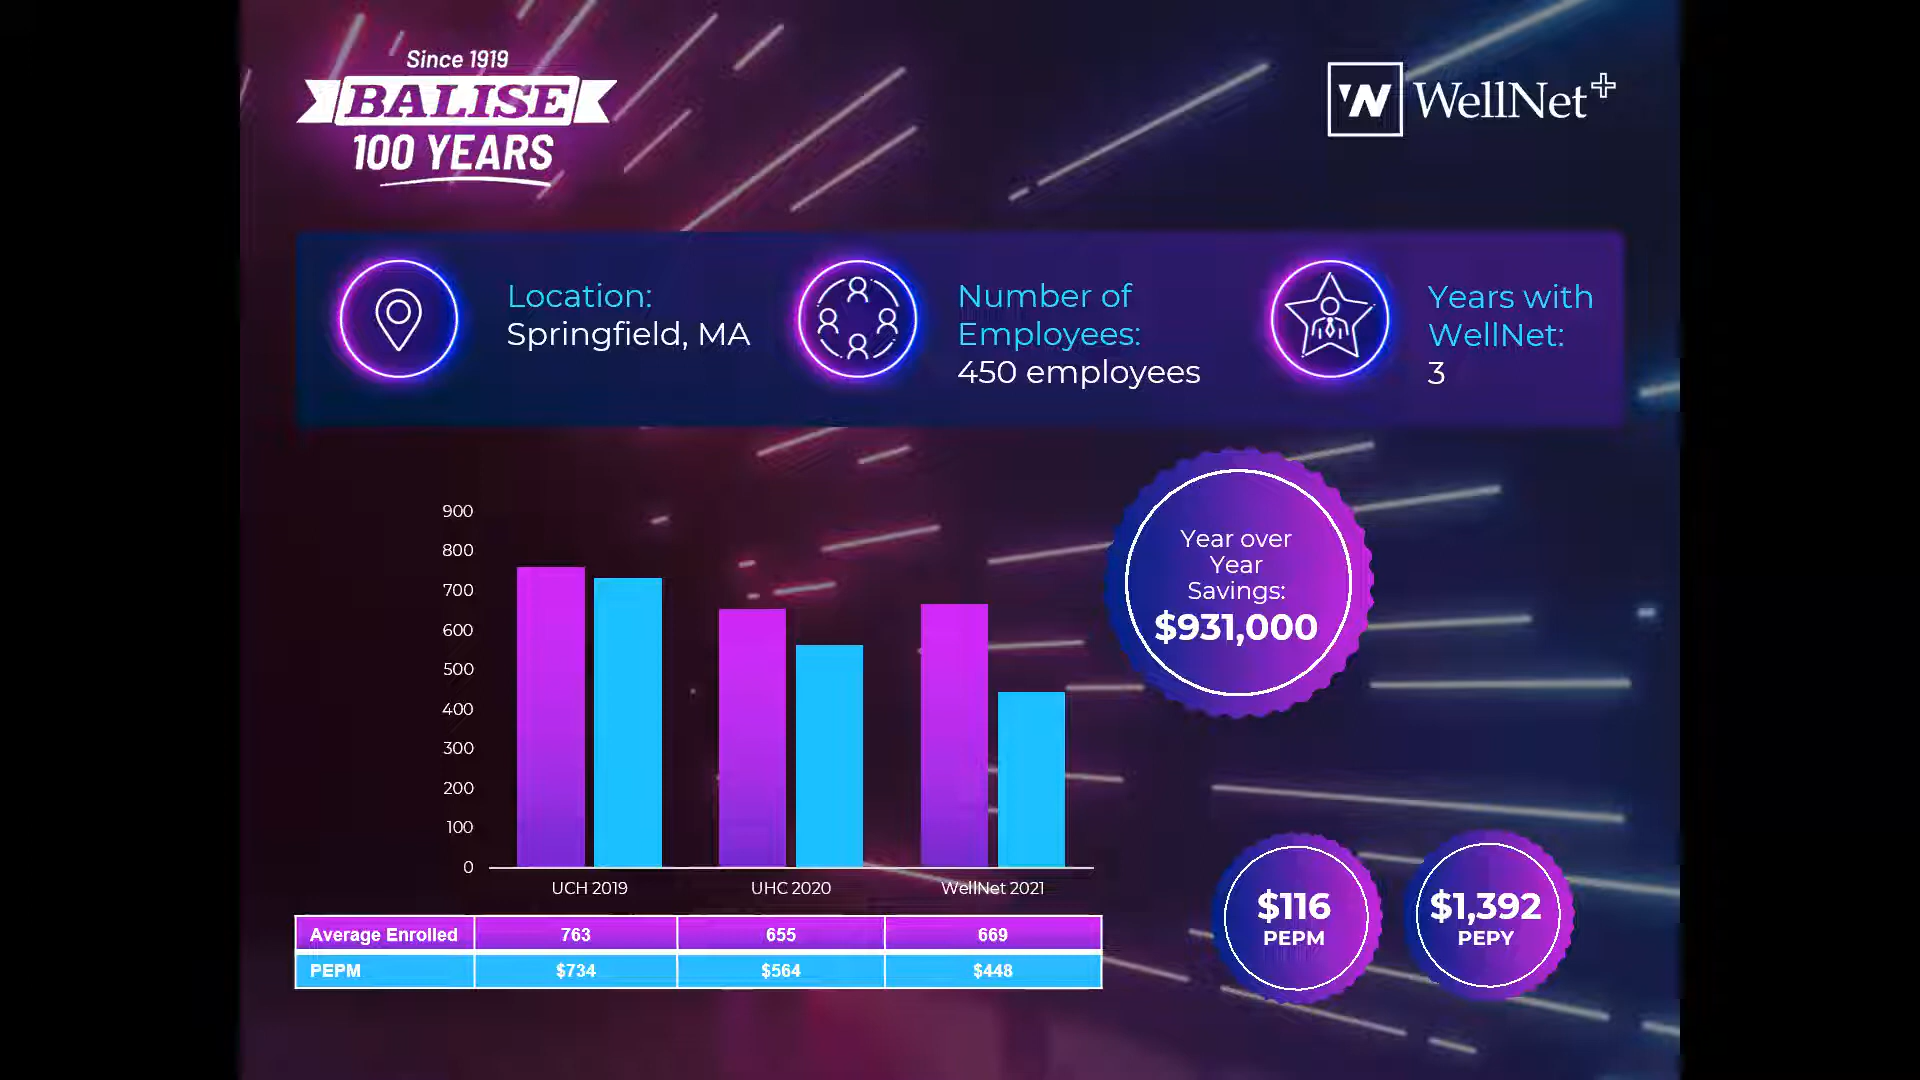 Since 1919
BALISE
100 YEARS
WellNet
Location:
Springfield, MA
Number of
Employees:
450 employees
Years with
WellNet:
3
900
800
700
600
500
400
300
200
100
0
UCH 2019
UHC 2020
WellNet 2021
Average Enrolled 763 655 669
PEPM $734 $564 $448
Year over
Year
Savings:
$931,000
$116
PEPM
$1,392
PEPY